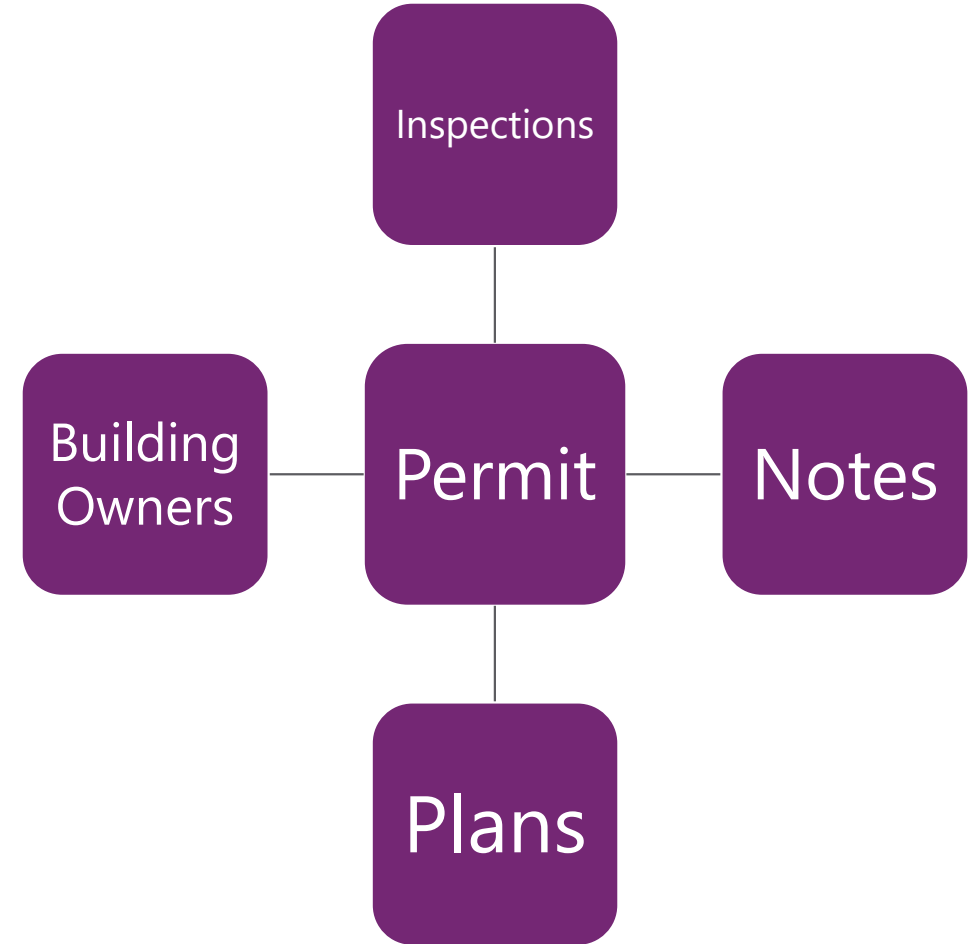 Inspections
Building
Owners
Permit
Notes
Plans